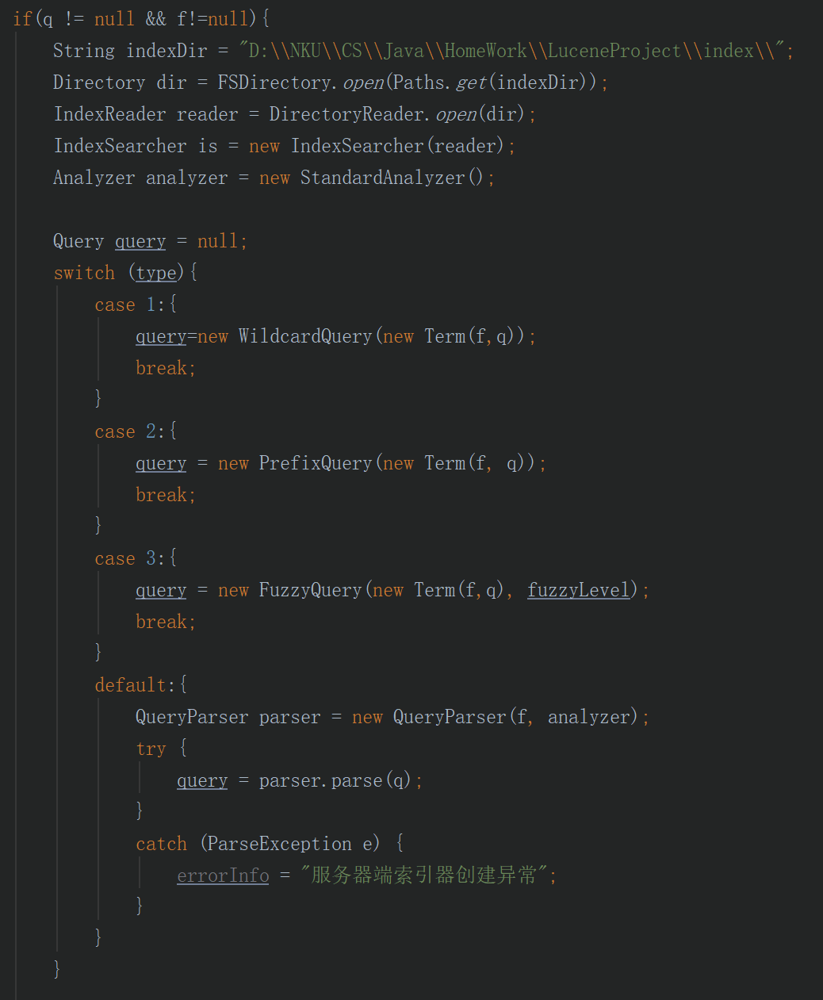 if(q != null && f!=null){
String indexDir = "D:\\NKU\\CS\\Java\\HomeWork\\LuceneProject\\index\\";
Directory dir = FSDirectory.open(Paths.get(indexDir));
IndexReader reader = DirectoryReader.open(dir);
IndexSearcher is = new IndexSearcher(reader);
Analyzer analyzer = new StandardAnalyzer();
Query query = null;
switch (type){
case 1:{
query=new WildcardQuery(new Term(f,q));
break;
}
case 2:{
query = new PrefixQuery(new Term(f, q));
break;
}
case 3:{
query = new FuzzyQuery(new Term(f,q), fuzzyLevel);
break;
}
default:{
QueryParser parser = new QueryParser(f, analyzer);
try {
query = parser.parse(q);
}
catch (ParseException e) {
errorInfo = "服务器端索引器创建异常";
}
}
}